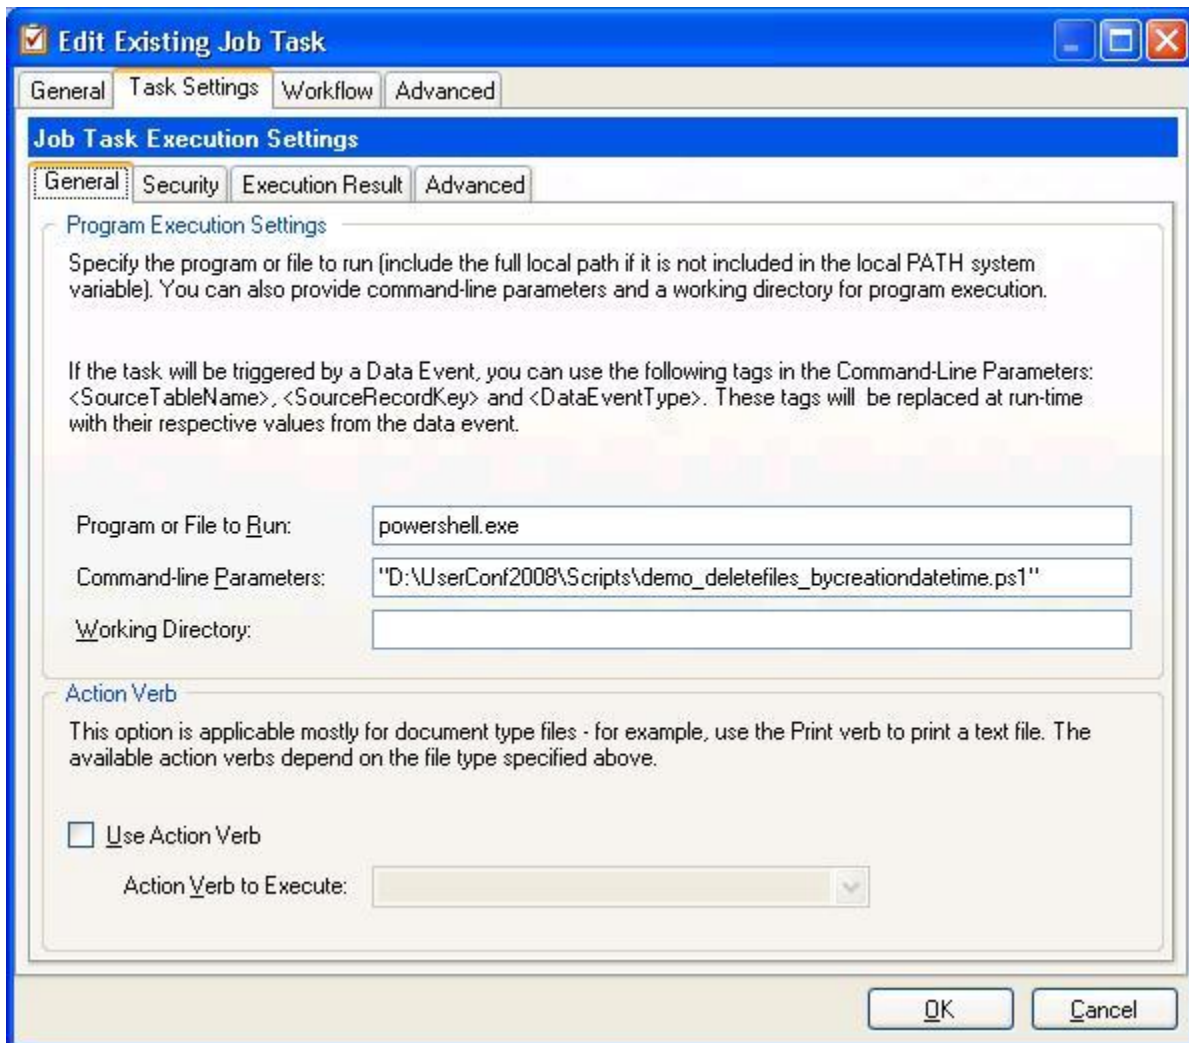 Edit Existing Job Task
General Task Settings Workflow Advanced
Job Task Execution Settings
General Security Execution Result Advanced
Program Execution Settings
Specify the program or file to run (include the full local path if it is not included in the local PATH system
variable). You can also provide command-line parameters and a working directory for program execution.
If the task will be triggered by a Data Event, you can use the following tags in the Command-Line Parameters:
<SourceTableName>, <SourceRecordKey> and <DataEventType>. These tags will be replaced at run-time
with their respective values from the data event.
Program or File to Run: powershell.exe
Command-line Parameters: "D:\UserConf2008\Scripts\demo_deletefiles_bycreationdatetime.ps1"
Working Directory:
Action Verb
This option is applicable mostly for document type files - for example, use the Print verb to print a text file. The
available action verbs depend on the file type specified above.
Use Action Verb
Action Verb to Execute:
OK Cancel